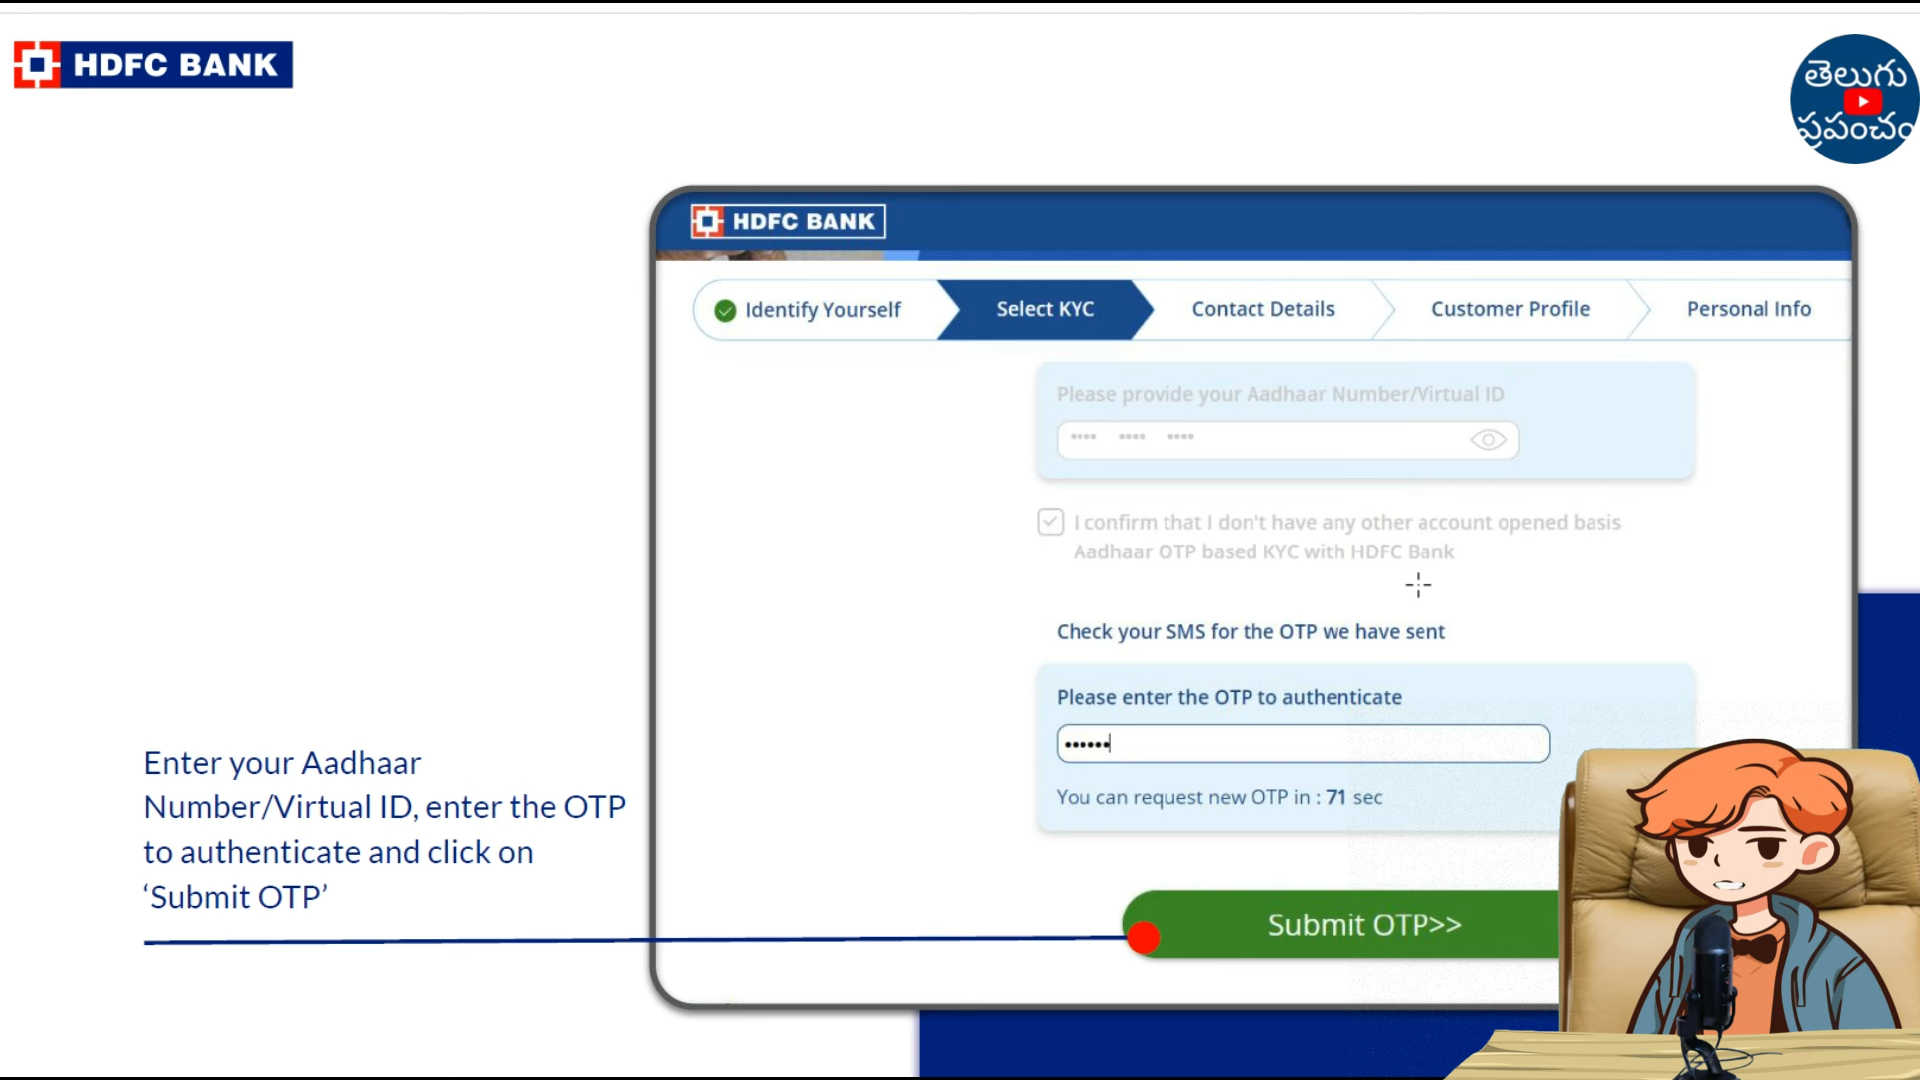 HDFC BANK
తెలుగు
ప్రపంచం
HDFC BANK
Identify Yourself
Select KYC
Contact Details
Customer Profile
Personal Info
Please provide your Aadhaar Number/Virtual ID
•••• •••• ••••
I confirm that I don't have any other account opened basis
Aadhaar OTP based KYC with HDFC Bank
Check your SMS for the OTP we have sent
Please enter the OTP to authenticate
••••••
You can request new OTP in : 71 sec
Submit OTP>>
Enter your Aadhaar
Number/Virtual ID, enter the OTP
to authenticate and click on
‘Submit OTP’